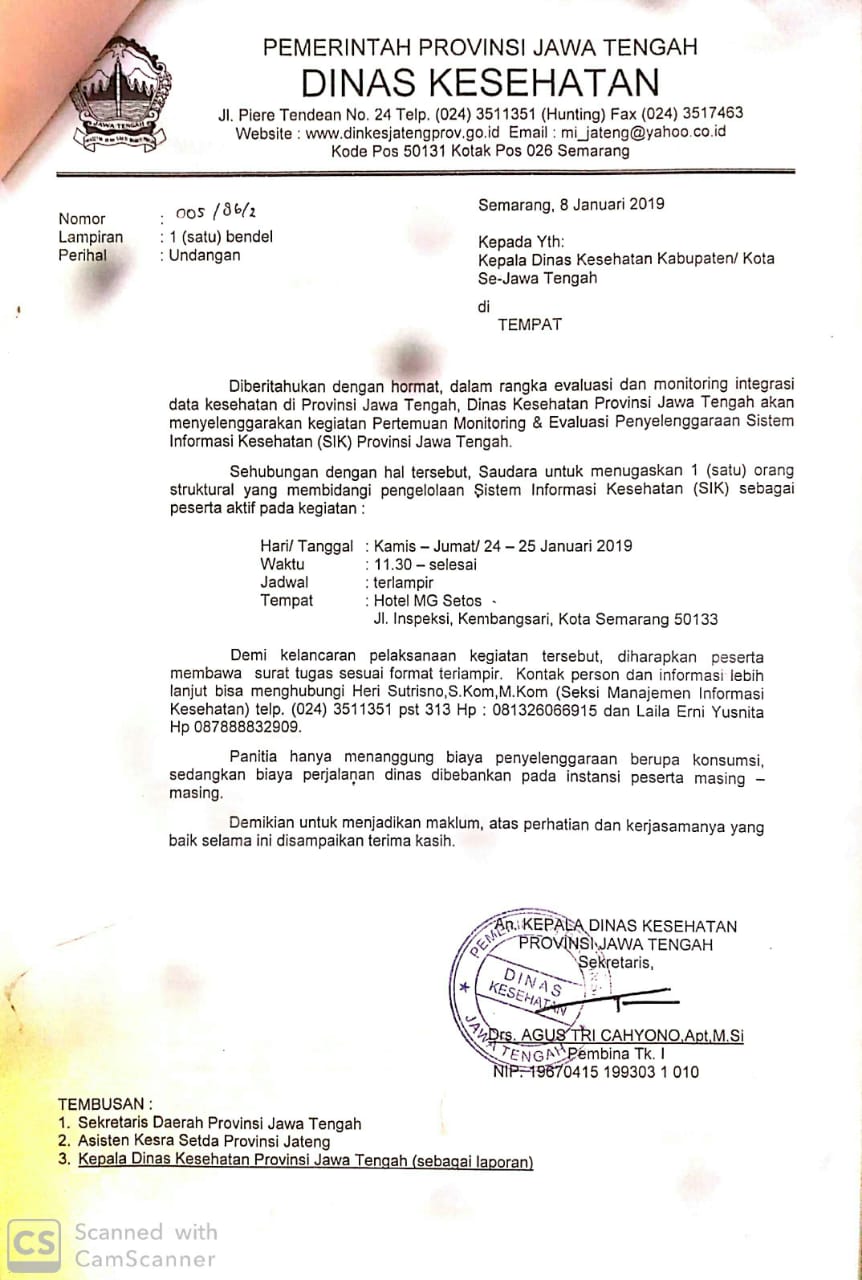 PEMERINTAH PROVINSI JAWA TENGAH
DINAS KESEHATAN
Jl. Piere Tendean No. 24 Telp. (024) 3511351 (Hunting) Fax (024) 3517463
Website : www.dinkesjatengprov.go.id Email : mi_jateng@yahoo.co.id
Kode Pos 50131 Kotak Pos 026 Semarang
JAWA TENGAH
Semarang, 8 Januari 2019
Nomor : 005 /86/2
Lampiran : 1 (satu) bendel
Perihal : Undangan
Kepada Yth:
Kepala Dinas Kesehatan Kabupaten/ Kota
Se-Jawa Tengah
di
TEMPAT
Diberitahukan dengan hormat, dalam rangka evaluasi dan monitoring integrasi
data kesehatan di Provinsi Jawa Tengah, Dinas Kesehatan Provinsi Jawa Tengah akan
menyelenggarakan kegiatan Pertemuan Monitoring & Evaluasi Penyelenggaraan Sistem
Informasi Kesehatan (SIK) Provinsi Jawa Tengah.
Sehubungan dengan hal tersebut, Saudara untuk menugaskan 1 (satu) orang
struktural yang membidangi pengelolaan Sistem Informasi Kesehatan (SIK) sebagai
peserta aktif pada kegiatan :
Hari/ Tanggal : Kamis – Jumat/ 24 – 25 Januari 2019
Waktu : 11.30 – selesai
Jadwal : terlampir
Tempat : Hotel MG Setos
Jl. Inspeksi, Kembangsari, Kota Semarang 50133
Demi kelancaran pelaksanaan kegiatan tersebut, diharapkan peserta
membawa surat tugas sesuai format terlampir. Kontak person dan informasi lebih
lanjut bisa menghubungi Heri Sutrisno,S.Kom,M.Kom (Seksi Manajemen Informasi
Kesehatan) telp. (024) 3511351 pst 313 Hp : 081326066915 dan Laila Erni Yusnita
Hp 087888832909.
Panitia hanya menanggung biaya penyelenggaraan berupa konsumsi,
sedangkan biaya perjalanan dinas dibebankan pada instansi peserta masing –
masing.
Demikian untuk menjadikan maklum, atas perhatian dan kerjasamanya yang
baik selama ini disampaikan terima kasih.
An. KEPALA DINAS KESEHATAN
PROVINSI JAWA TENGAH
Sekretaris,
DINAS
KESEHATAN
JAWA TENGAH
Drs. AGUS TRI CAHYONO,Apt,M.Si
Pembina Tk. I
NIP. 19670415 199303 1 010
TEMBUSAN :
1. Sekretaris Daerah Provinsi Jawa Tengah
2. Asisten Kesra Setda Provinsi Jateng
3. Kepala Dinas Kesehatan Provinsi Jawa Tengah (sebagai laporan)
CS Scanned with
CamScanner